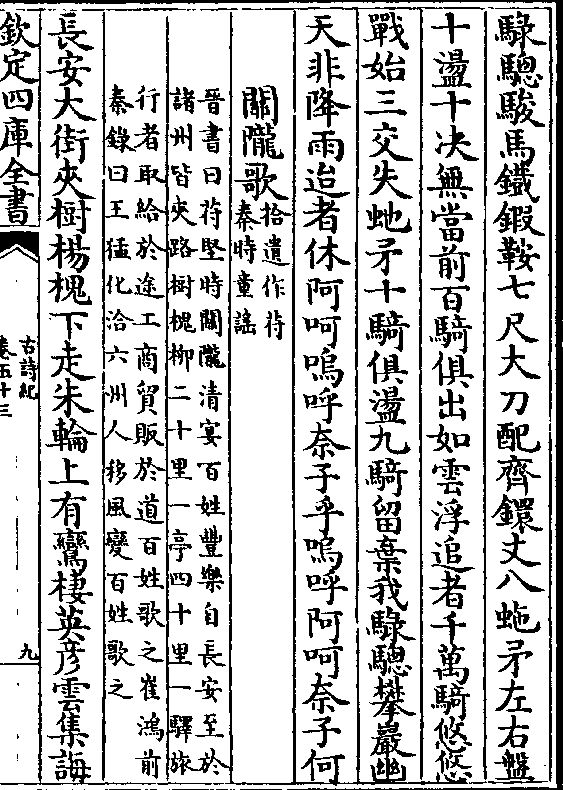 騄驄駿馬鐵鍜鞍七尺大刀配齊鐶丈八虵矛左右盤
十盪十决無當前百騎俱出如雲浮追者千萬騎悠悠
戰始三交失虵矛十騎俱盪九騎留棄我騄驄攀巖幽
天非降雨迨者休阿呵嗚呼奈子乎嗚呼阿呵奈子何
關隴歌拾遺作苻
秦時童謡
晉書曰苻堅時關隴清宴百姓豐樂自長安至於
諸州皆夾路樹槐柳二十里一亭四十里一驛旅
行者取給於途工商貿販於道百姓歌之崔鴻前
秦錄曰王猛化洽六州人移風變百姓歌之
長安大街夾樹楊槐下走朱輪上有鸞棲英彦雲集誨
欽定四庫全書
古詩紀
卷五十三
九